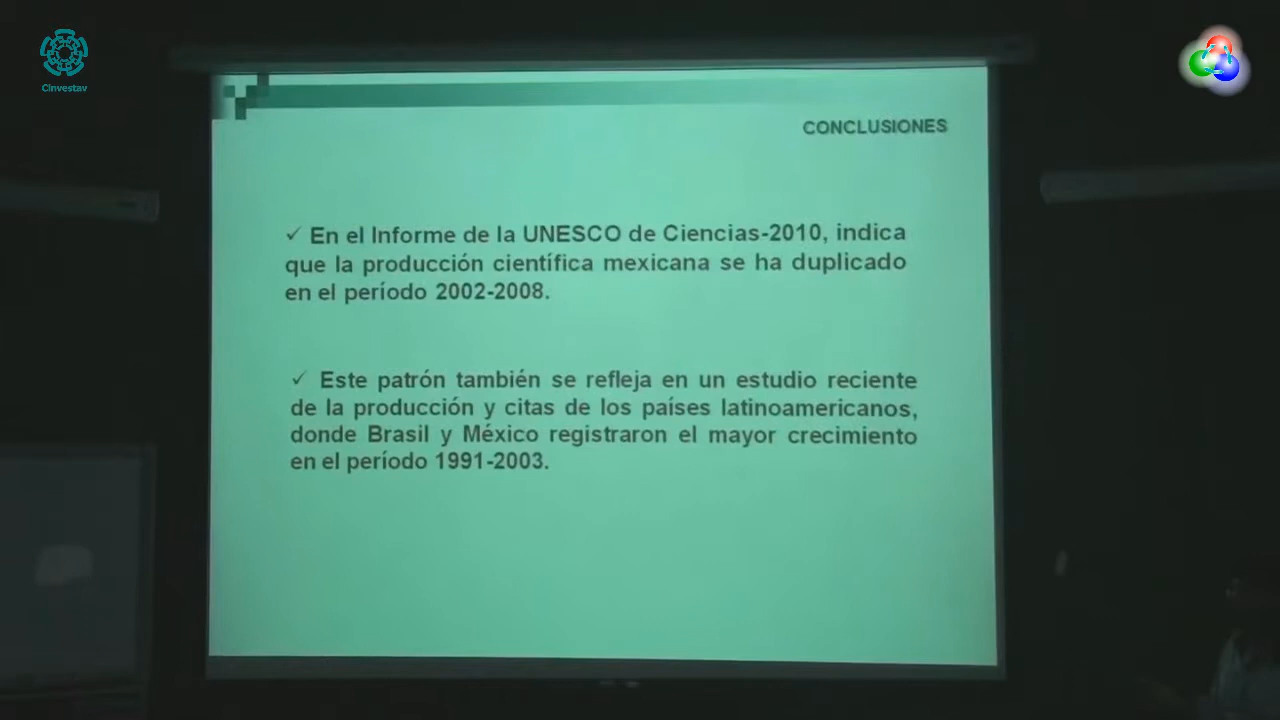 Cinvestav
CONCLUSIONES
✓ En el Informe de la UNESCO de Ciencias-2010, indica
que la producción científica mexicana se ha duplicado
en el período 2002-2008.
✓ Este patrón también se refleja en un estudio reciente
de la producción y citas de los países latinoamericanos,
donde Brasil y México registraron el mayor crecimiento
en el período 1991-2003.